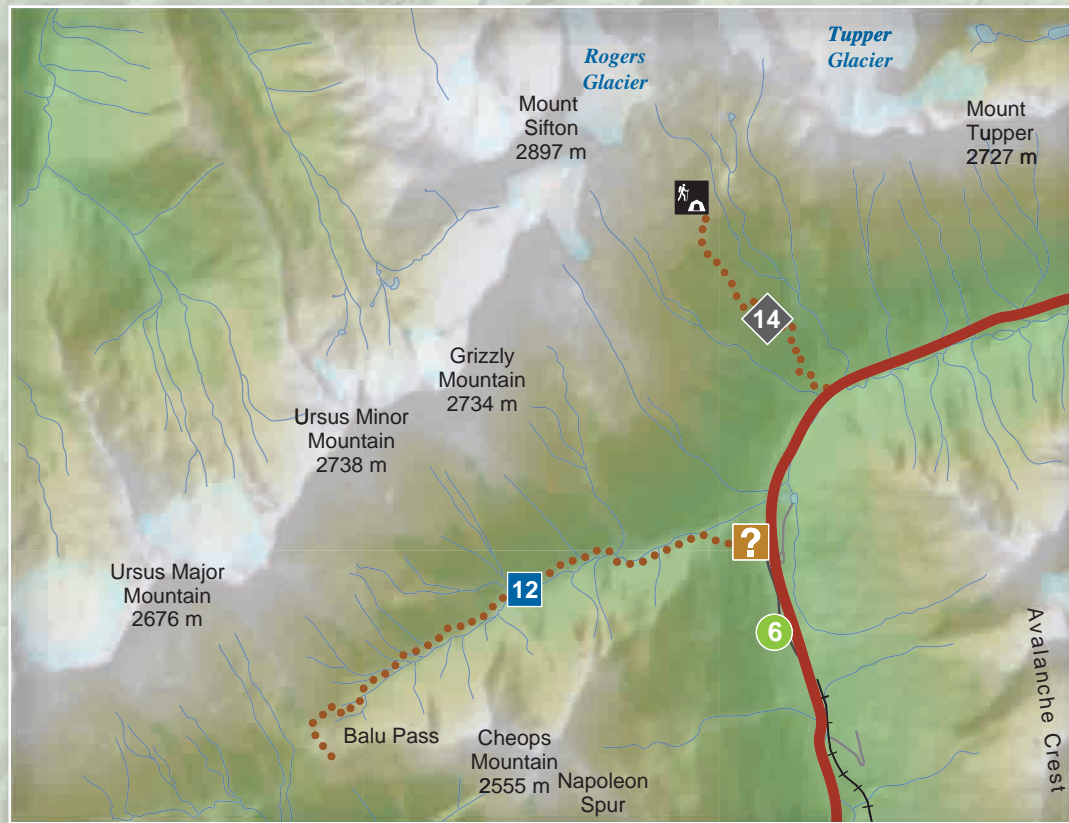 Rogers
Glacier
Tupper
Glacier
Mount
Sifton
2897 m
Mount
Tupper
2727 m
14
Grizzly
Mountain
2734 m
Ursus Minor
Mountain
2738 m
?
Ursus Major
Mountain
2676 m
12
6
Avalanche Crest
Balu Pass
Cheops
Mountain
2555 m
Napoleon
Spur